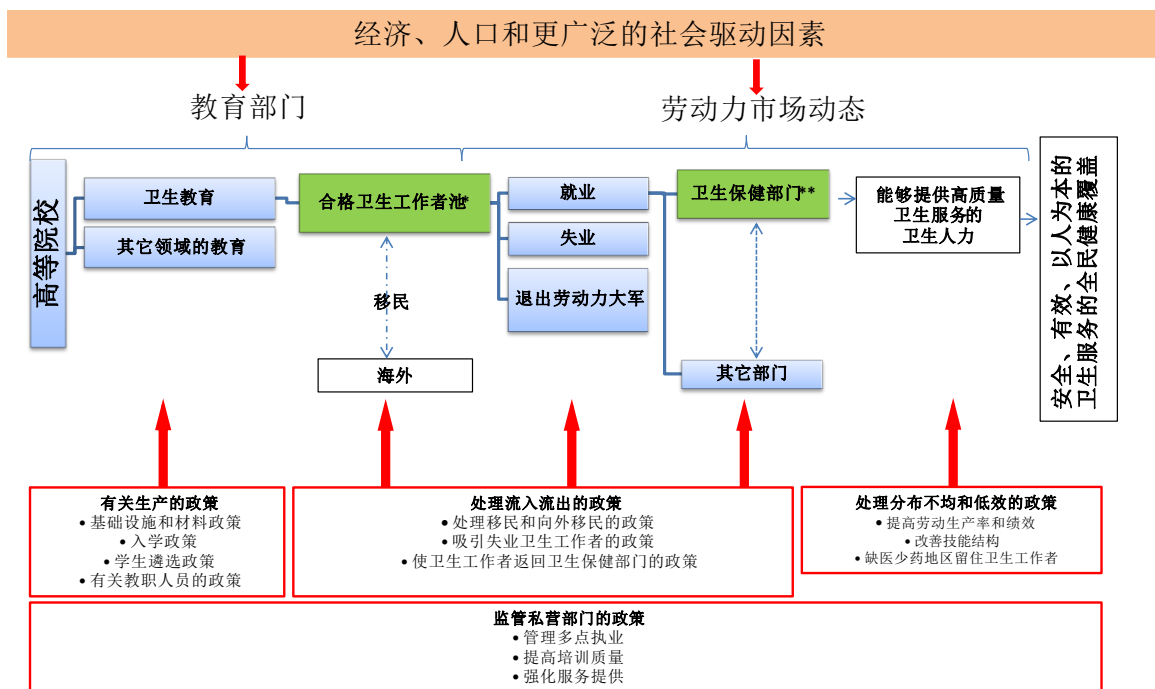 经济、人口和更广泛的社会驱动因素
教育部门
劳动力市场动态
高等院校
卫生教育
其它领域的教育
合格卫生工作者池*
移民
海外
就业
失业
退出劳动力大军
卫生保健部门**
其它部门
能够提供高质量
卫生服务的
卫生人力
安全、有效、以人为本的
卫生服务的全民健康覆盖
有关生产的政策
• 基础设施和材料政策
• 入学政策
• 学生遴选政策
• 有关教职人员的政策
处理流入流出的政策
• 处理移民和向外移民的政策
• 吸引失业卫生工作者的政策
• 使卫生工作者返回卫生保健部门的政策
处理分布不均和低效的政策
• 提高劳动生产率和绩效
• 改善技能结构
• 缺医少药地区留住卫生工作者
监管私营部门的政策
• 管理多点执业
• 提高培训质量
• 强化服务提供